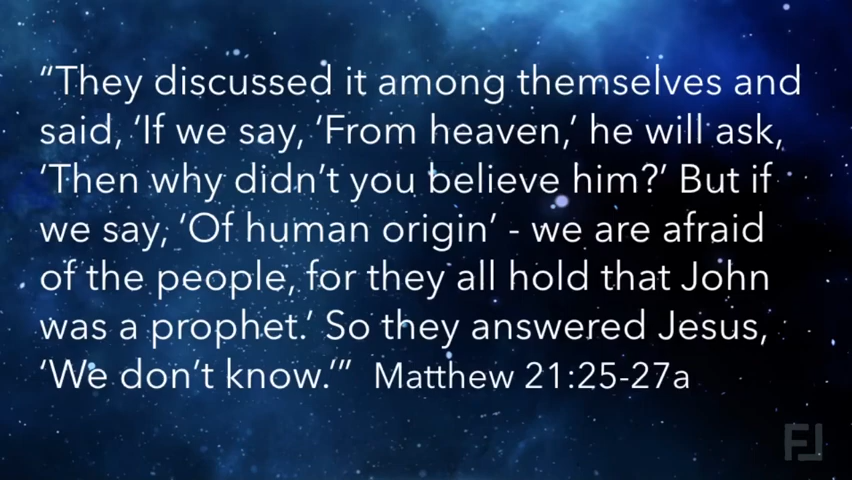 “They discussed it among themselves and
said, ‘If we say, ‘From heaven,’ he will ask,
‘Then why didn’t you believe him?’ But if
we say, ‘Of human origin’ - we are afraid
of the people, for they all hold that John
was a prophet.’ So they answered Jesus,
‘We don’t know.’” Matthew 21:25-27a
FL